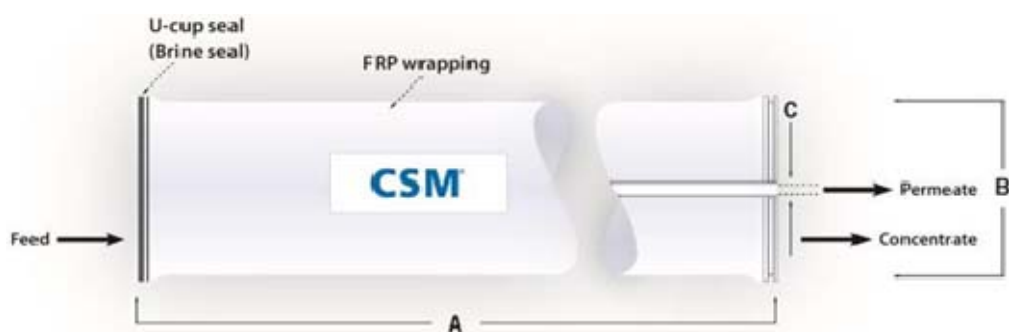 U-cup seal
(Brine seal)
FRP wrapping
C
CSM
Permeate
B
Feed
Concentrate
A